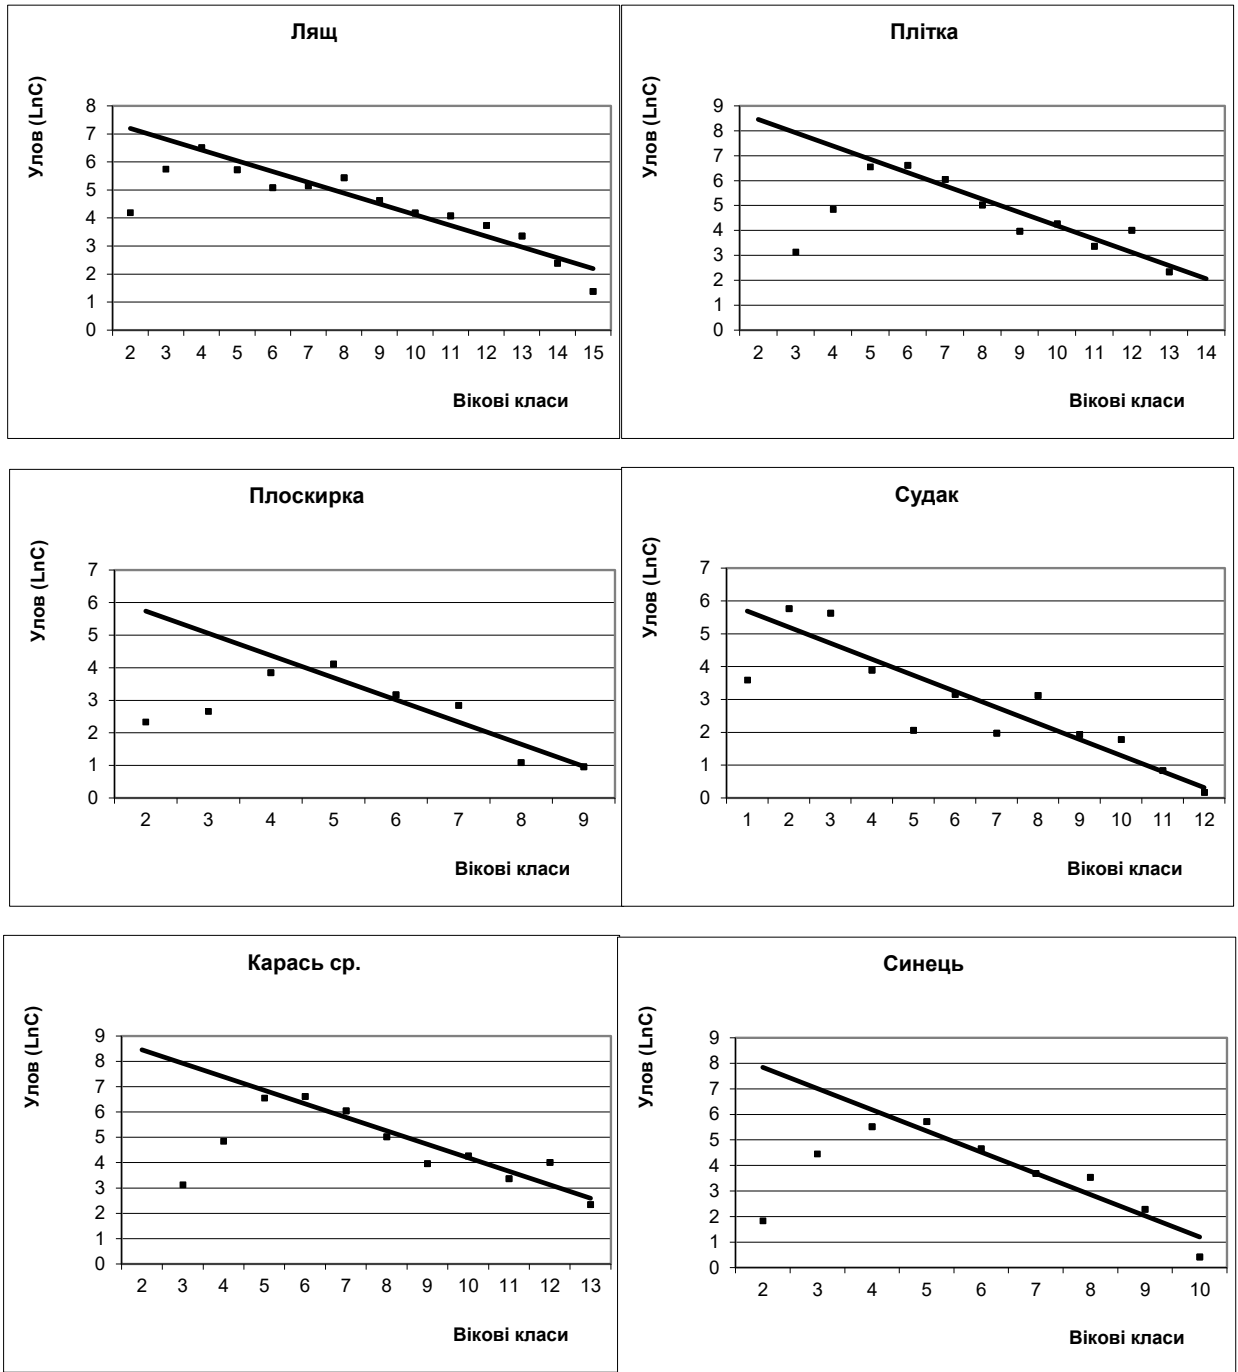 Лящ
Улов (LnC)
8
7
6
5
4
3
2
1
0
2 3 4 5 6 7 8 9 10 11 12 13 14 15
Вікові класи
Плітка
Улов (LnC)
9
8
7
6
5
4
3
2
1
0
2 3 4 5 6 7 8 9 10 11 12 13 14
Вікові класи
Плоскирка
Улов (LnC)
7
6
5
4
3
2
1
0
2 3 4 5 6 7 8 9
Вікові класи
Судак
Улов (LnC)
7
6
5
4
3
2
1
0
1 2 3 4 5 6 7 8 9 10 11 12
Вікові класи
Карась ср.
Улов (LnC)
9
8
7
6
5
4
3
2
1
0
2 3 4 5 6 7 8 9 10 11 12 13
Вікові класи
Синець
Улов (LnC)
9
8
7
6
5
4
3
2
1
0
2 3 4 5 6 7 8 9 10
Вікові класи